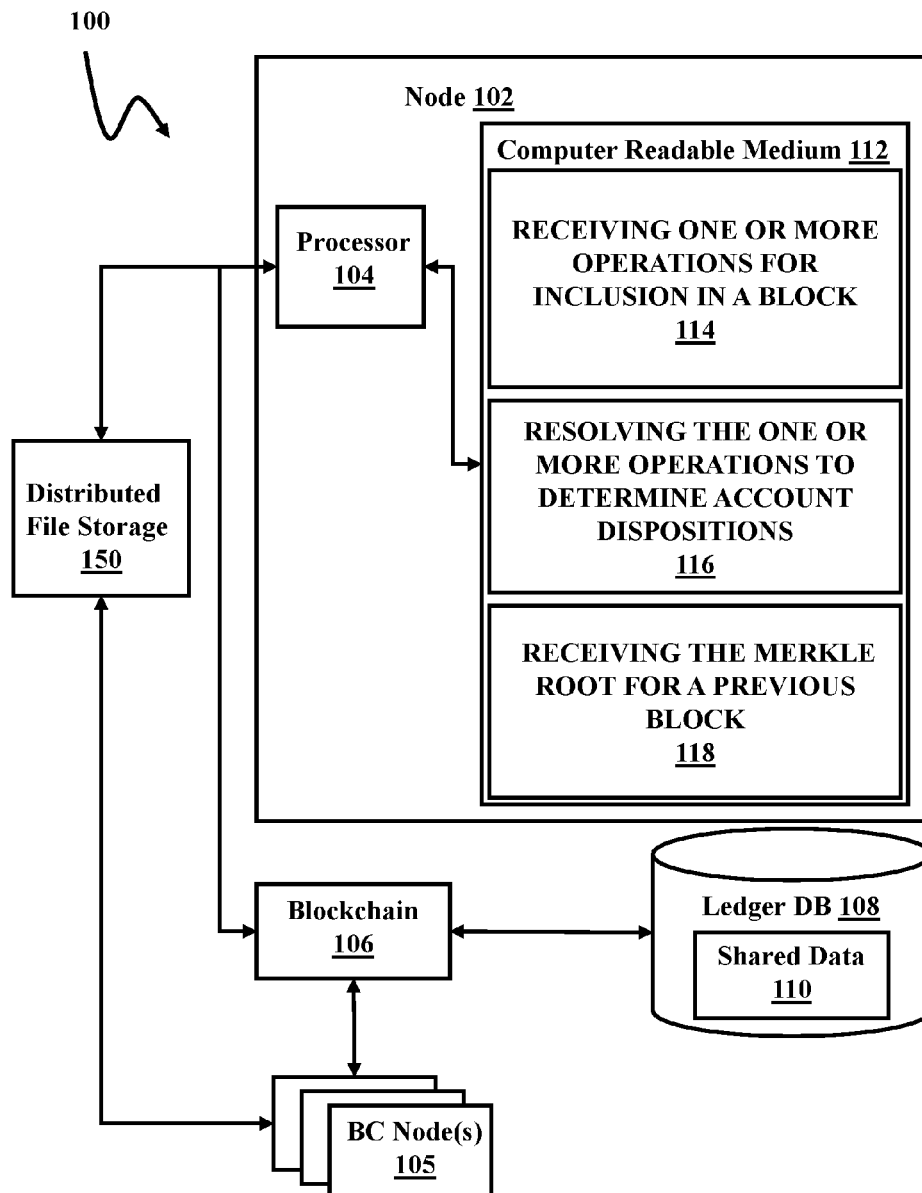 100
Node 102
Computer Readable Medium 112
RECEIVING ONE OR MORE
OPERATIONS FOR
INCLUSION IN A BLOCK
114
Processor
104
RESOLVING THE ONE OR
MORE OPERATIONS TO
DETERMINE ACCOUNT
DISPOSITIONS
116
Distributed
File Storage
150
RECEIVING THE MERKLE
ROOT FOR A PREVIOUS
BLOCK
118
Blockchain
106
Ledger DB 108
Shared Data
110
BC Node(s)
105